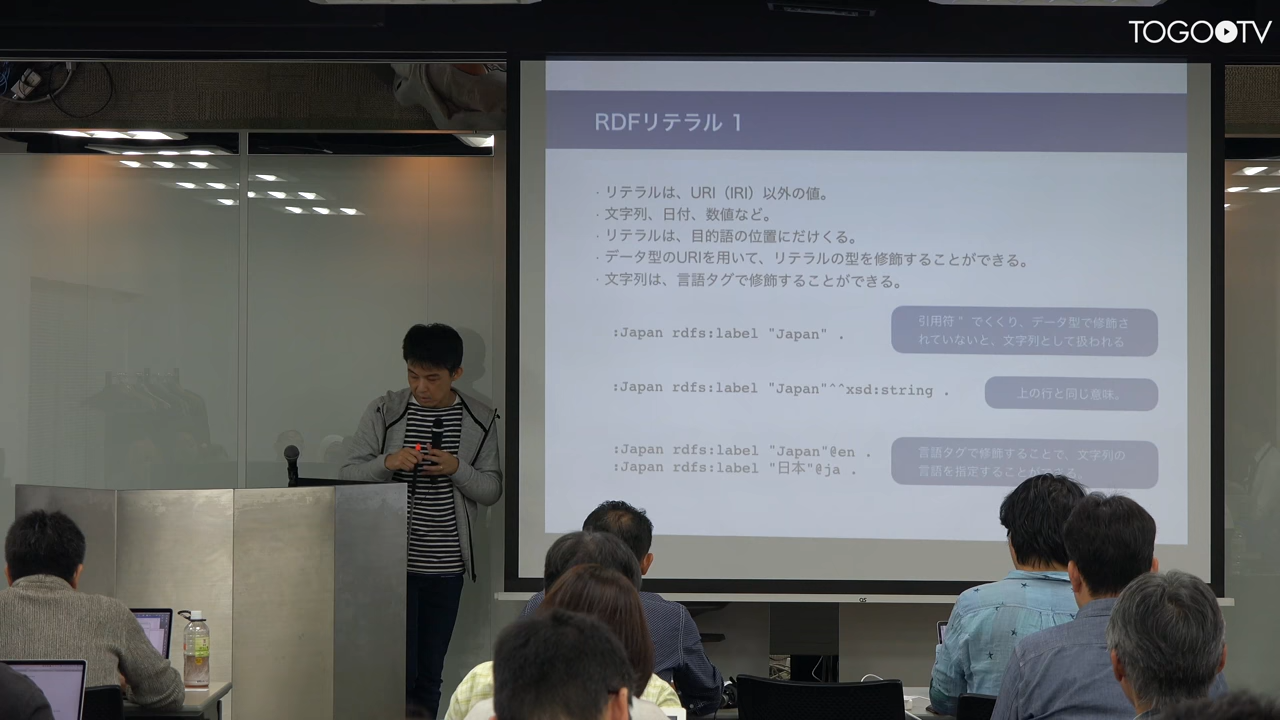 TOGO TV
RDFリテラル 1
・リテラルは、URI（IRI）以外の値。
・文字列、日付、数値など。
・リテラルは、目的語の位置にだけくる。
・データ型のURIを用いて、リテラルの型を修飾することができる。
・文字列は、言語タグで修飾することができる。
:Japan rdfs:label "Japan" .
引用符 " でくくり、データ型で修飾さ
れていないと、文字列として扱われる
:Japan rdfs:label "Japan"^^xsd:string .
上の行と同じ意味。
:Japan rdfs:label "Japan"@en .
:Japan rdfs:label "日本"@ja .
言語タグで修飾することで、文字列の
言語を指定することができる。